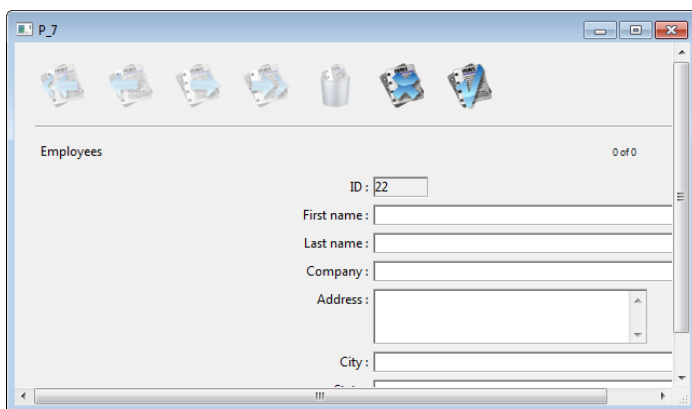 P_7
Employees
0 of 0
ID : 22
First name :
Last name :
Company :
Address :
City :